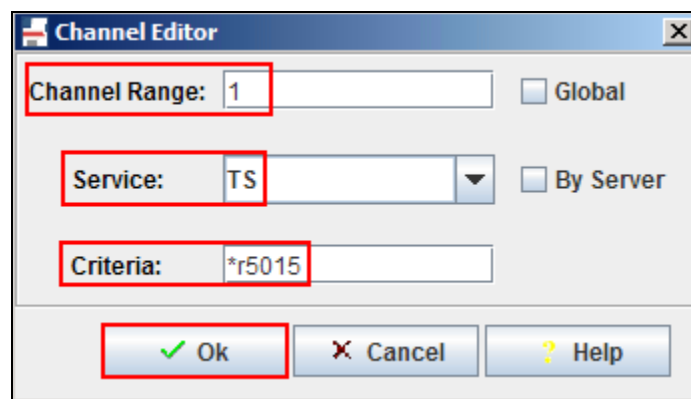 Channel Editor
Channel Range: 1 Global
Service: TS By Server
Criteria: *r5015
Ok Cancel ? Help